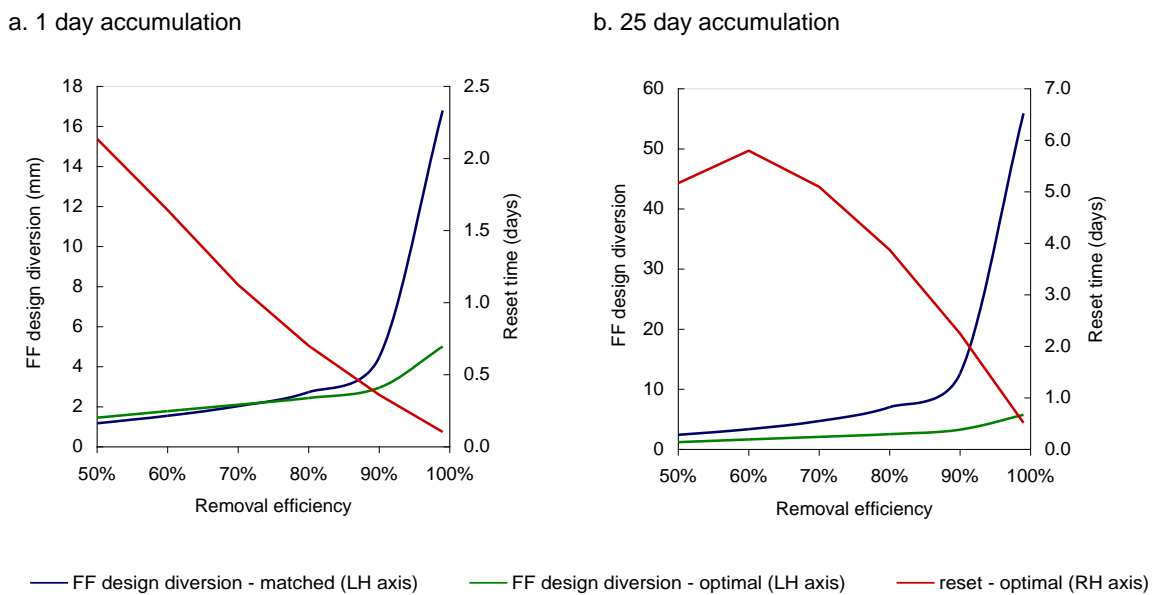 a. 1 day accumulation
18
16
14
12
10
8
6
4
2
0
FF design diversion (mm)
2.5
2.0
1.5
1.0
0.5
0.0
Reset time (days)
50% 60% 70% 80% 90% 100%
Removal efficiency
b. 25 day accumulation
60
50
40
30
20
10
0
FF design diversion
7.0
6.0
5.0
4.0
3.0
2.0
1.0
0.0
Reset time (days)
50% 60% 70% 80% 90% 100%
Removal efficiency
FF design diversion - matched (LH axis) FF design diversion - optimal (LH axis) reset - optimal (RH axis)